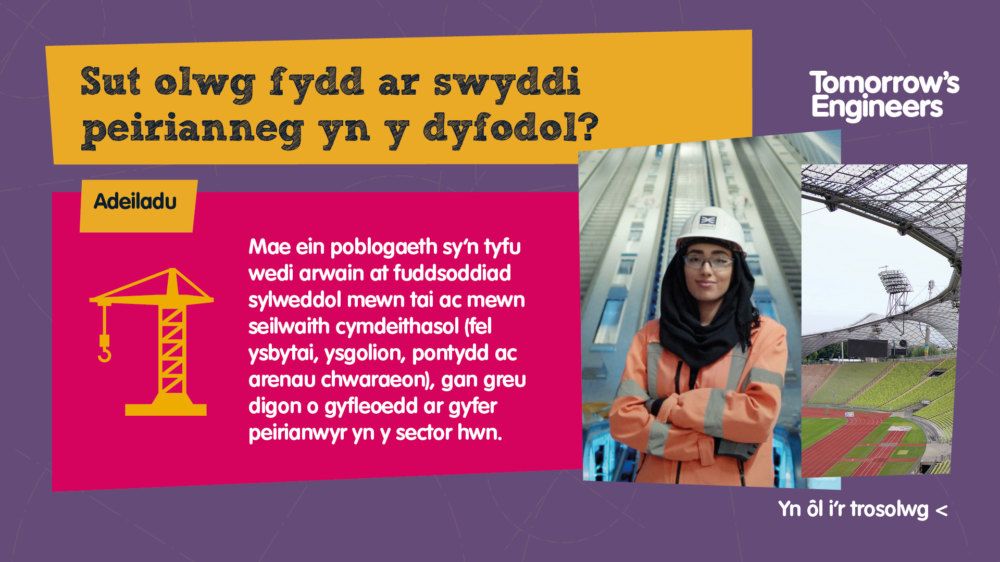 Sut olwg fydd ar swyddi
peirianneg yn y dyfodol?
Tomorrow's
Engineers
Adeiladu
Mae ein poblogaeth sy'n tyfu
wedi arwain at fuddsoddiad
sylweddol mewn tai ac mewn
seilwaith cymdeithasol (fel
ysbytai, ysgolion, pontydd ac
arenau chwaraeon), gan greu
digon o gyfleoedd ar gyfer
peirianwyr yn y sector hwn.
Yn ôl i'r trosolwg <